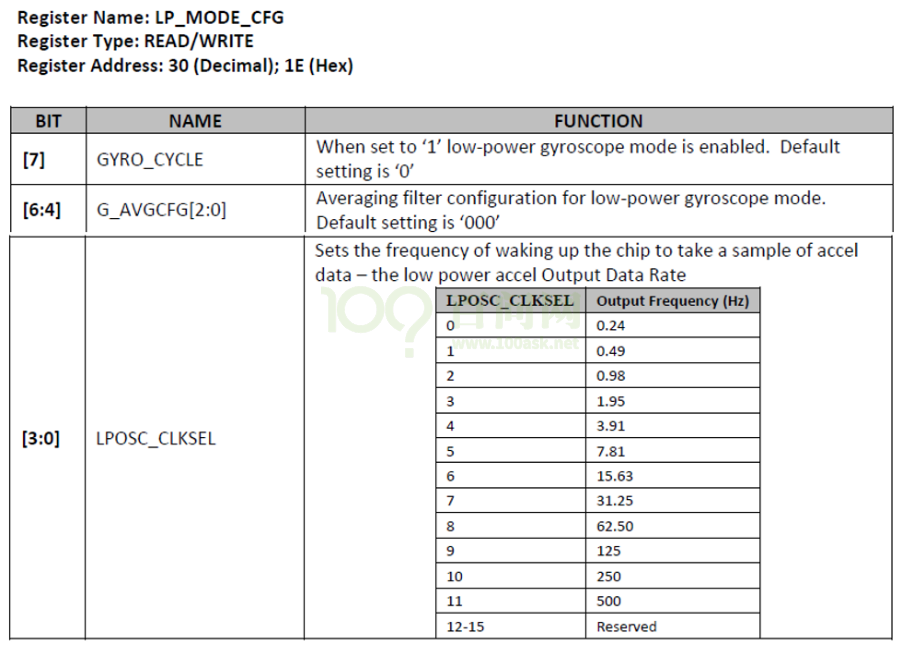 Register Name: LP_MODE_CFG
Register Type: READ/WRITE
Register Address: 30 (Decimal); 1E (Hex)
BIT NAME FUNCTION
[7] GYRO_CYCLE When set to ‘1’ low-power gyroscope mode is enabled. Default
setting is ‘0’
[6:4] G_AVGCFG[2:0] Averaging filter configuration for low-power gyroscope mode.
Default setting is ‘000’
Sets the frequency of waking up the chip to take a sample of accel
data – the low power accel Output Data Rate
LPOSC_CLKSEL Output Frequency (Hz)
0 0.24
www.100ask.net
1 0.49
2 0.98
3 1.95
4 3.91
5 7.81
[3:0] LPOSC_CLKSEL
6 15.63
7 31.25
8 62.50
9 125
10 250
11 500
12-15 Reserved